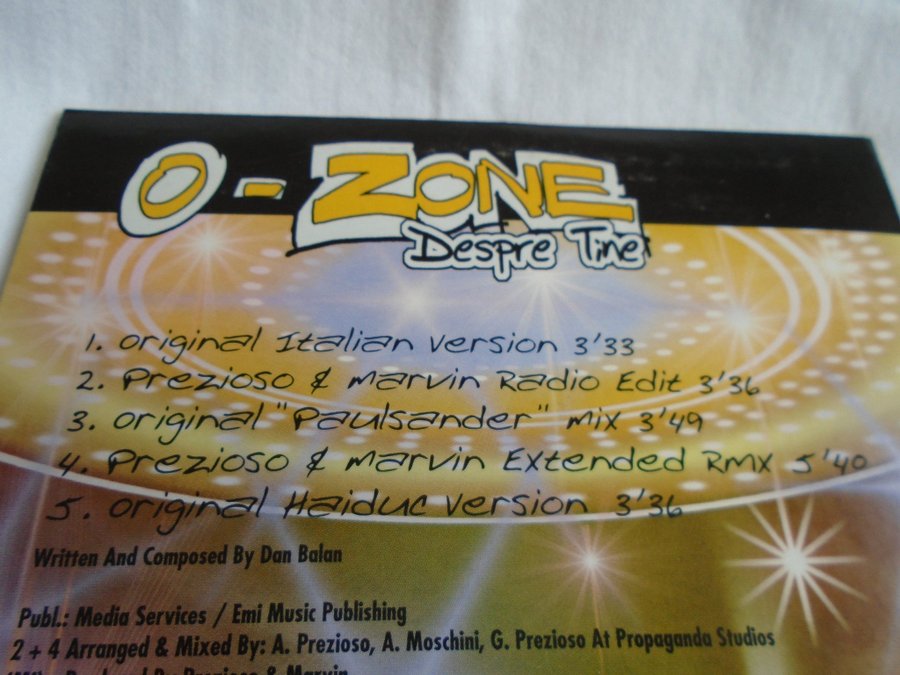 O - ZONE
Despre Tine
1. Original Italian Version 3'33
2. Prezioso & Marvin Radio Edit 3'36
3. Original "Paulsander" Mix 3'49
4. Prezioso & Marvin Extended Rmx 5'40
5. Original Haiduc Version 3'36
Written And Composed By Dan Balan
Publ.: Media Services / Emi Music Publishing
2 + 4 Arranged & Mixed By: A. Prezioso, A. Moschini, G. Prezioso At Propaganda Studios
By Prezioso & Marvin